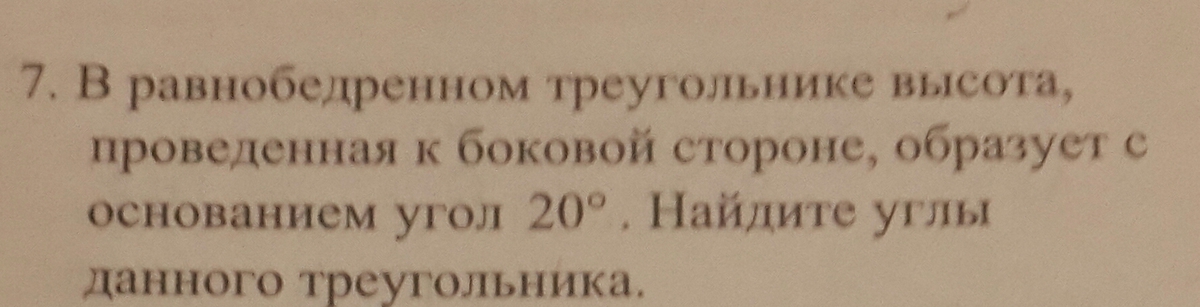 7. В равнобедренном треугольнике высота,
проведенная к боковой стороне, образует с
основанием угол 20° . Найдите углы
данного треугольника.